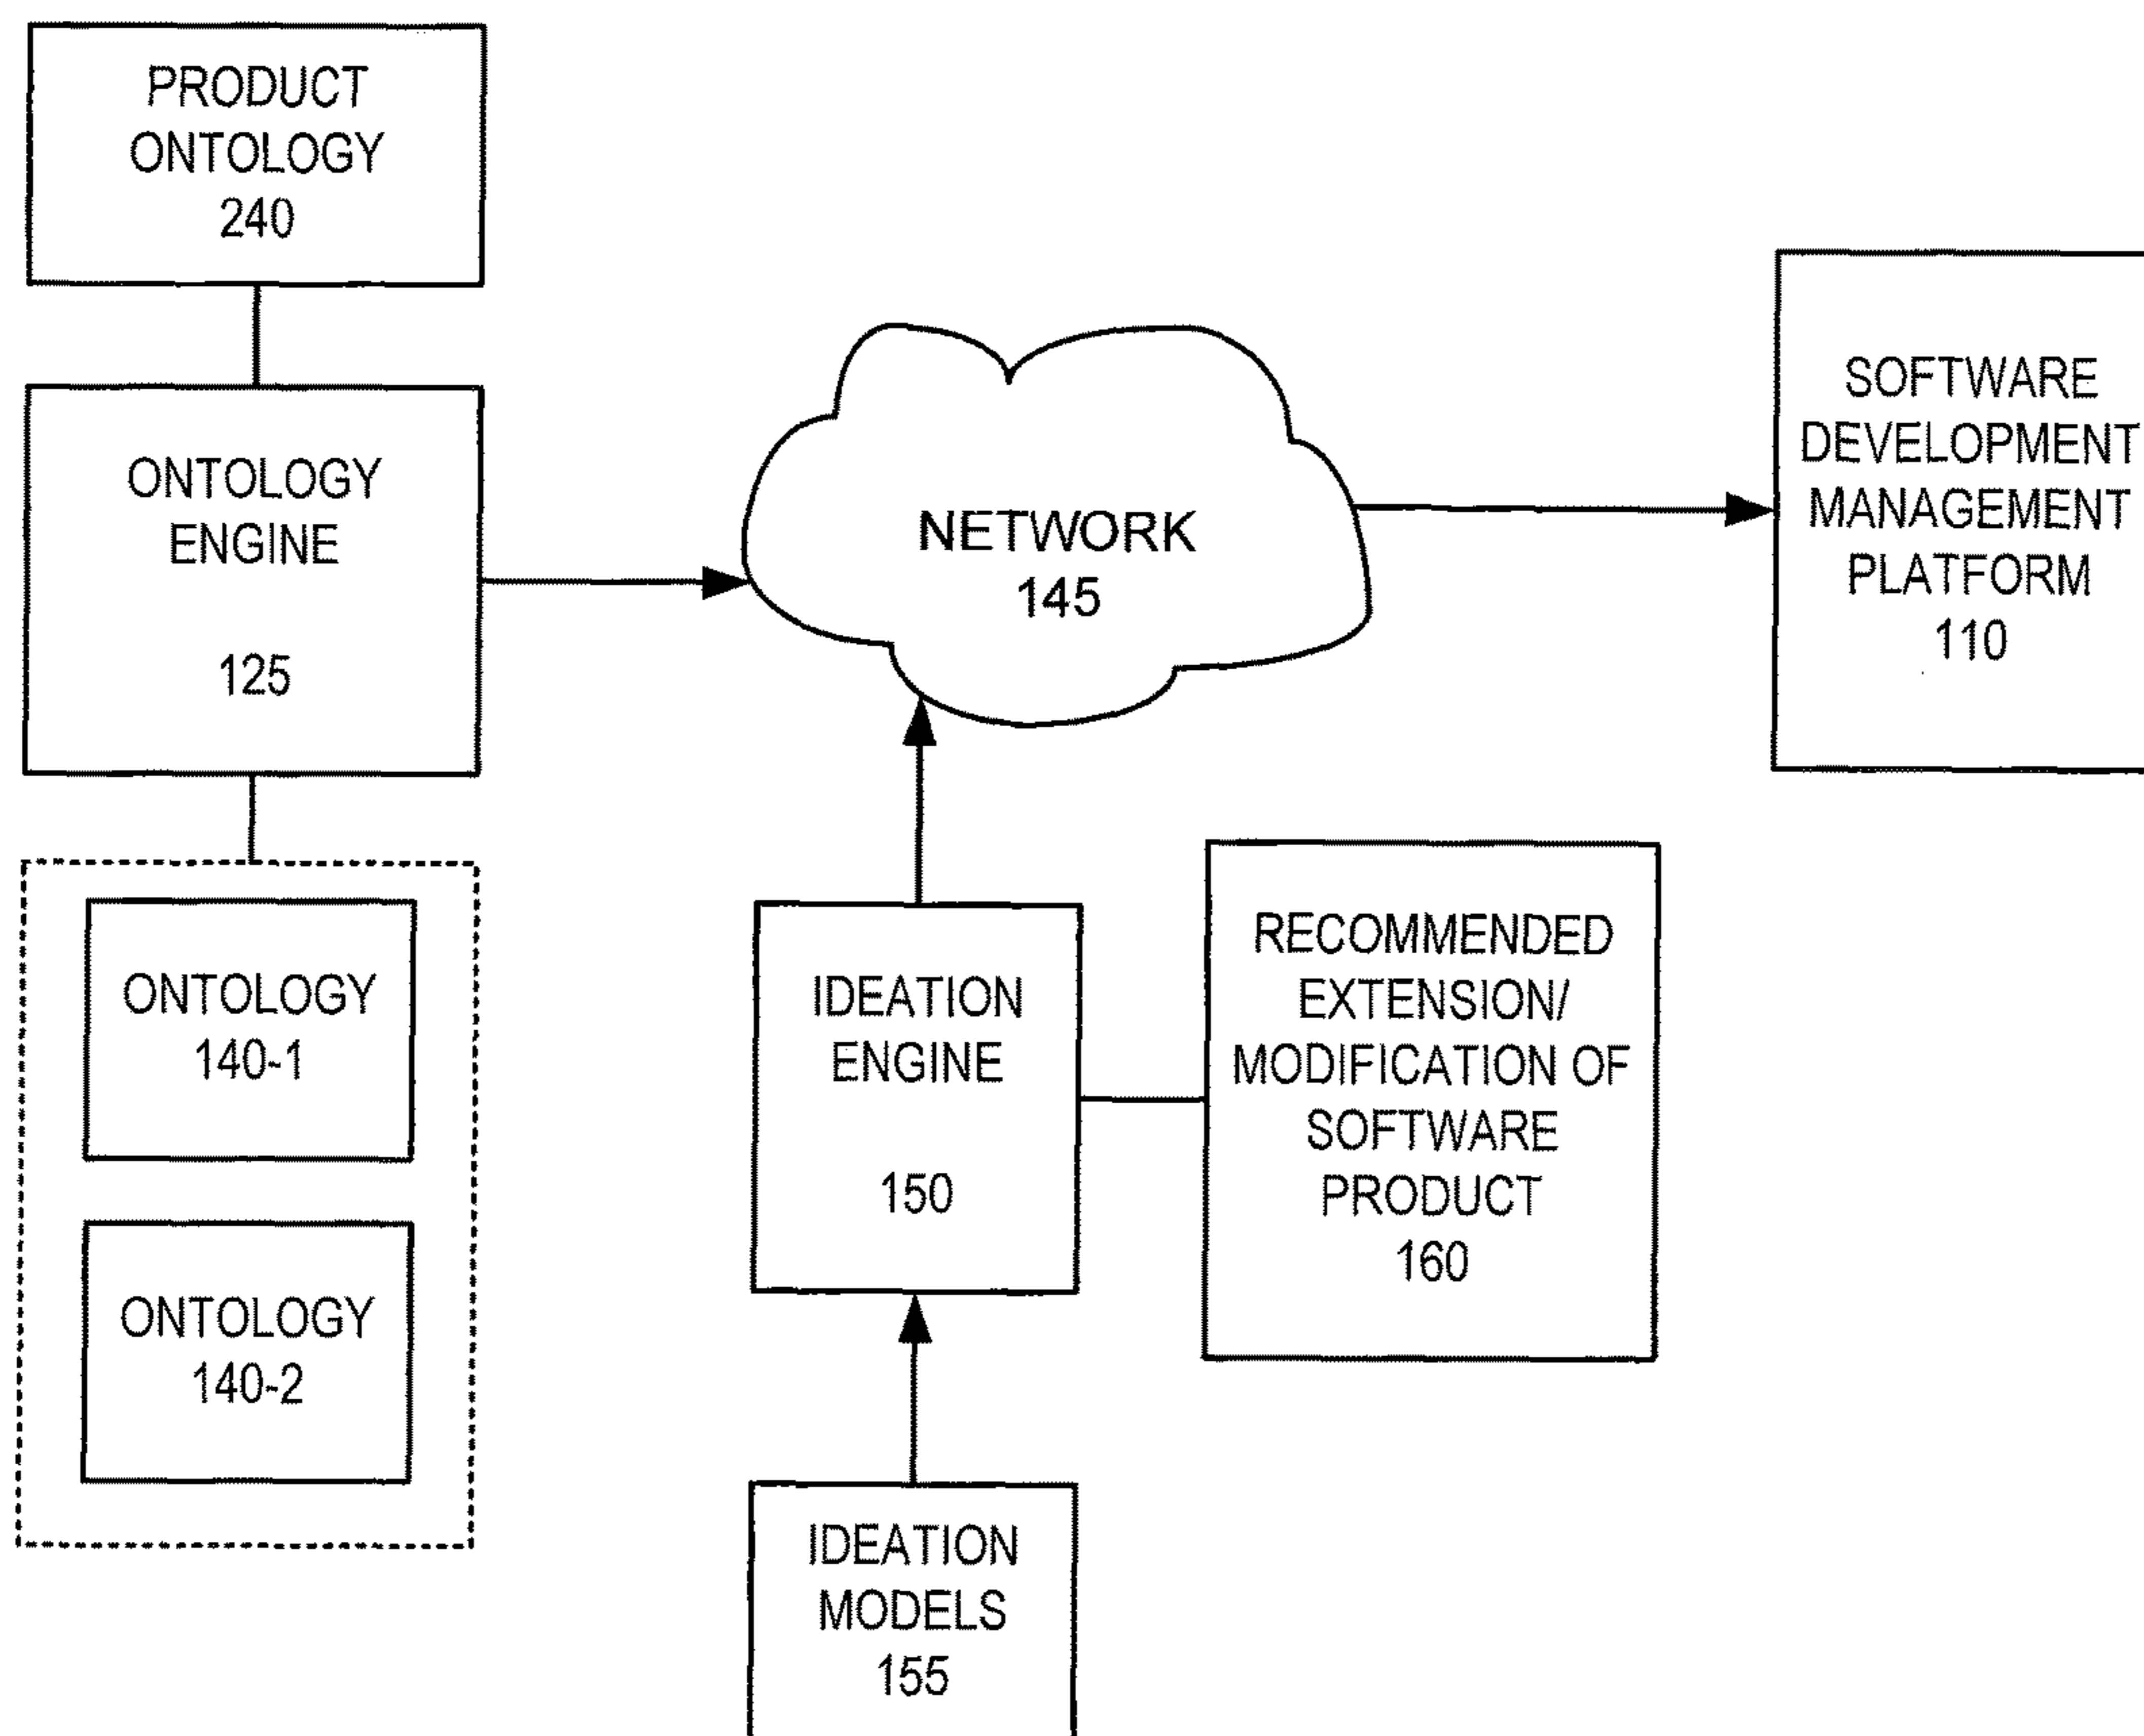 PRODUCT
ONTOLOGY
240
ONTOLOGY
ENGINE
125
ONTOLOGY
140-1
ONTOLOGY
140-2
NETWORK
145
SOFTWARE
DEVELOPMENT
MANAGEMENT
PLATFORM
110
IDEATION
ENGINE
150
RECOMMENDED
EXTENSION/
MODIFICATION OF
SOFTWARE
PRODUCT
160
IDEATION
MODELS
155